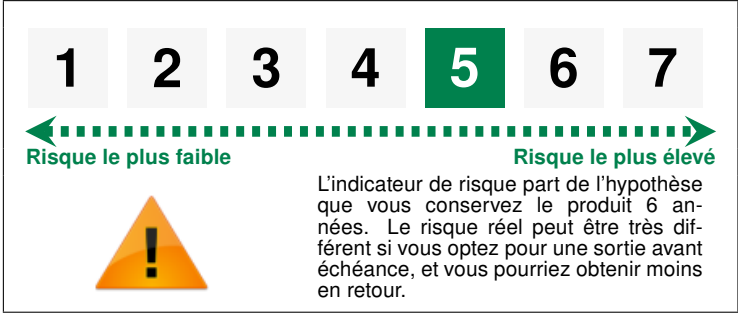 1 2 3 4 5 6 7
Risque le plus faible Risque le plus élevé
L'indicateur de risque part de l'hypothèse
que vous conservez le produit 6 an-
nées. Le risque réel peut être très dif-
férent si vous optez pour une sortie avant
échéance, et vous pourriez obtenir moins
en retour.